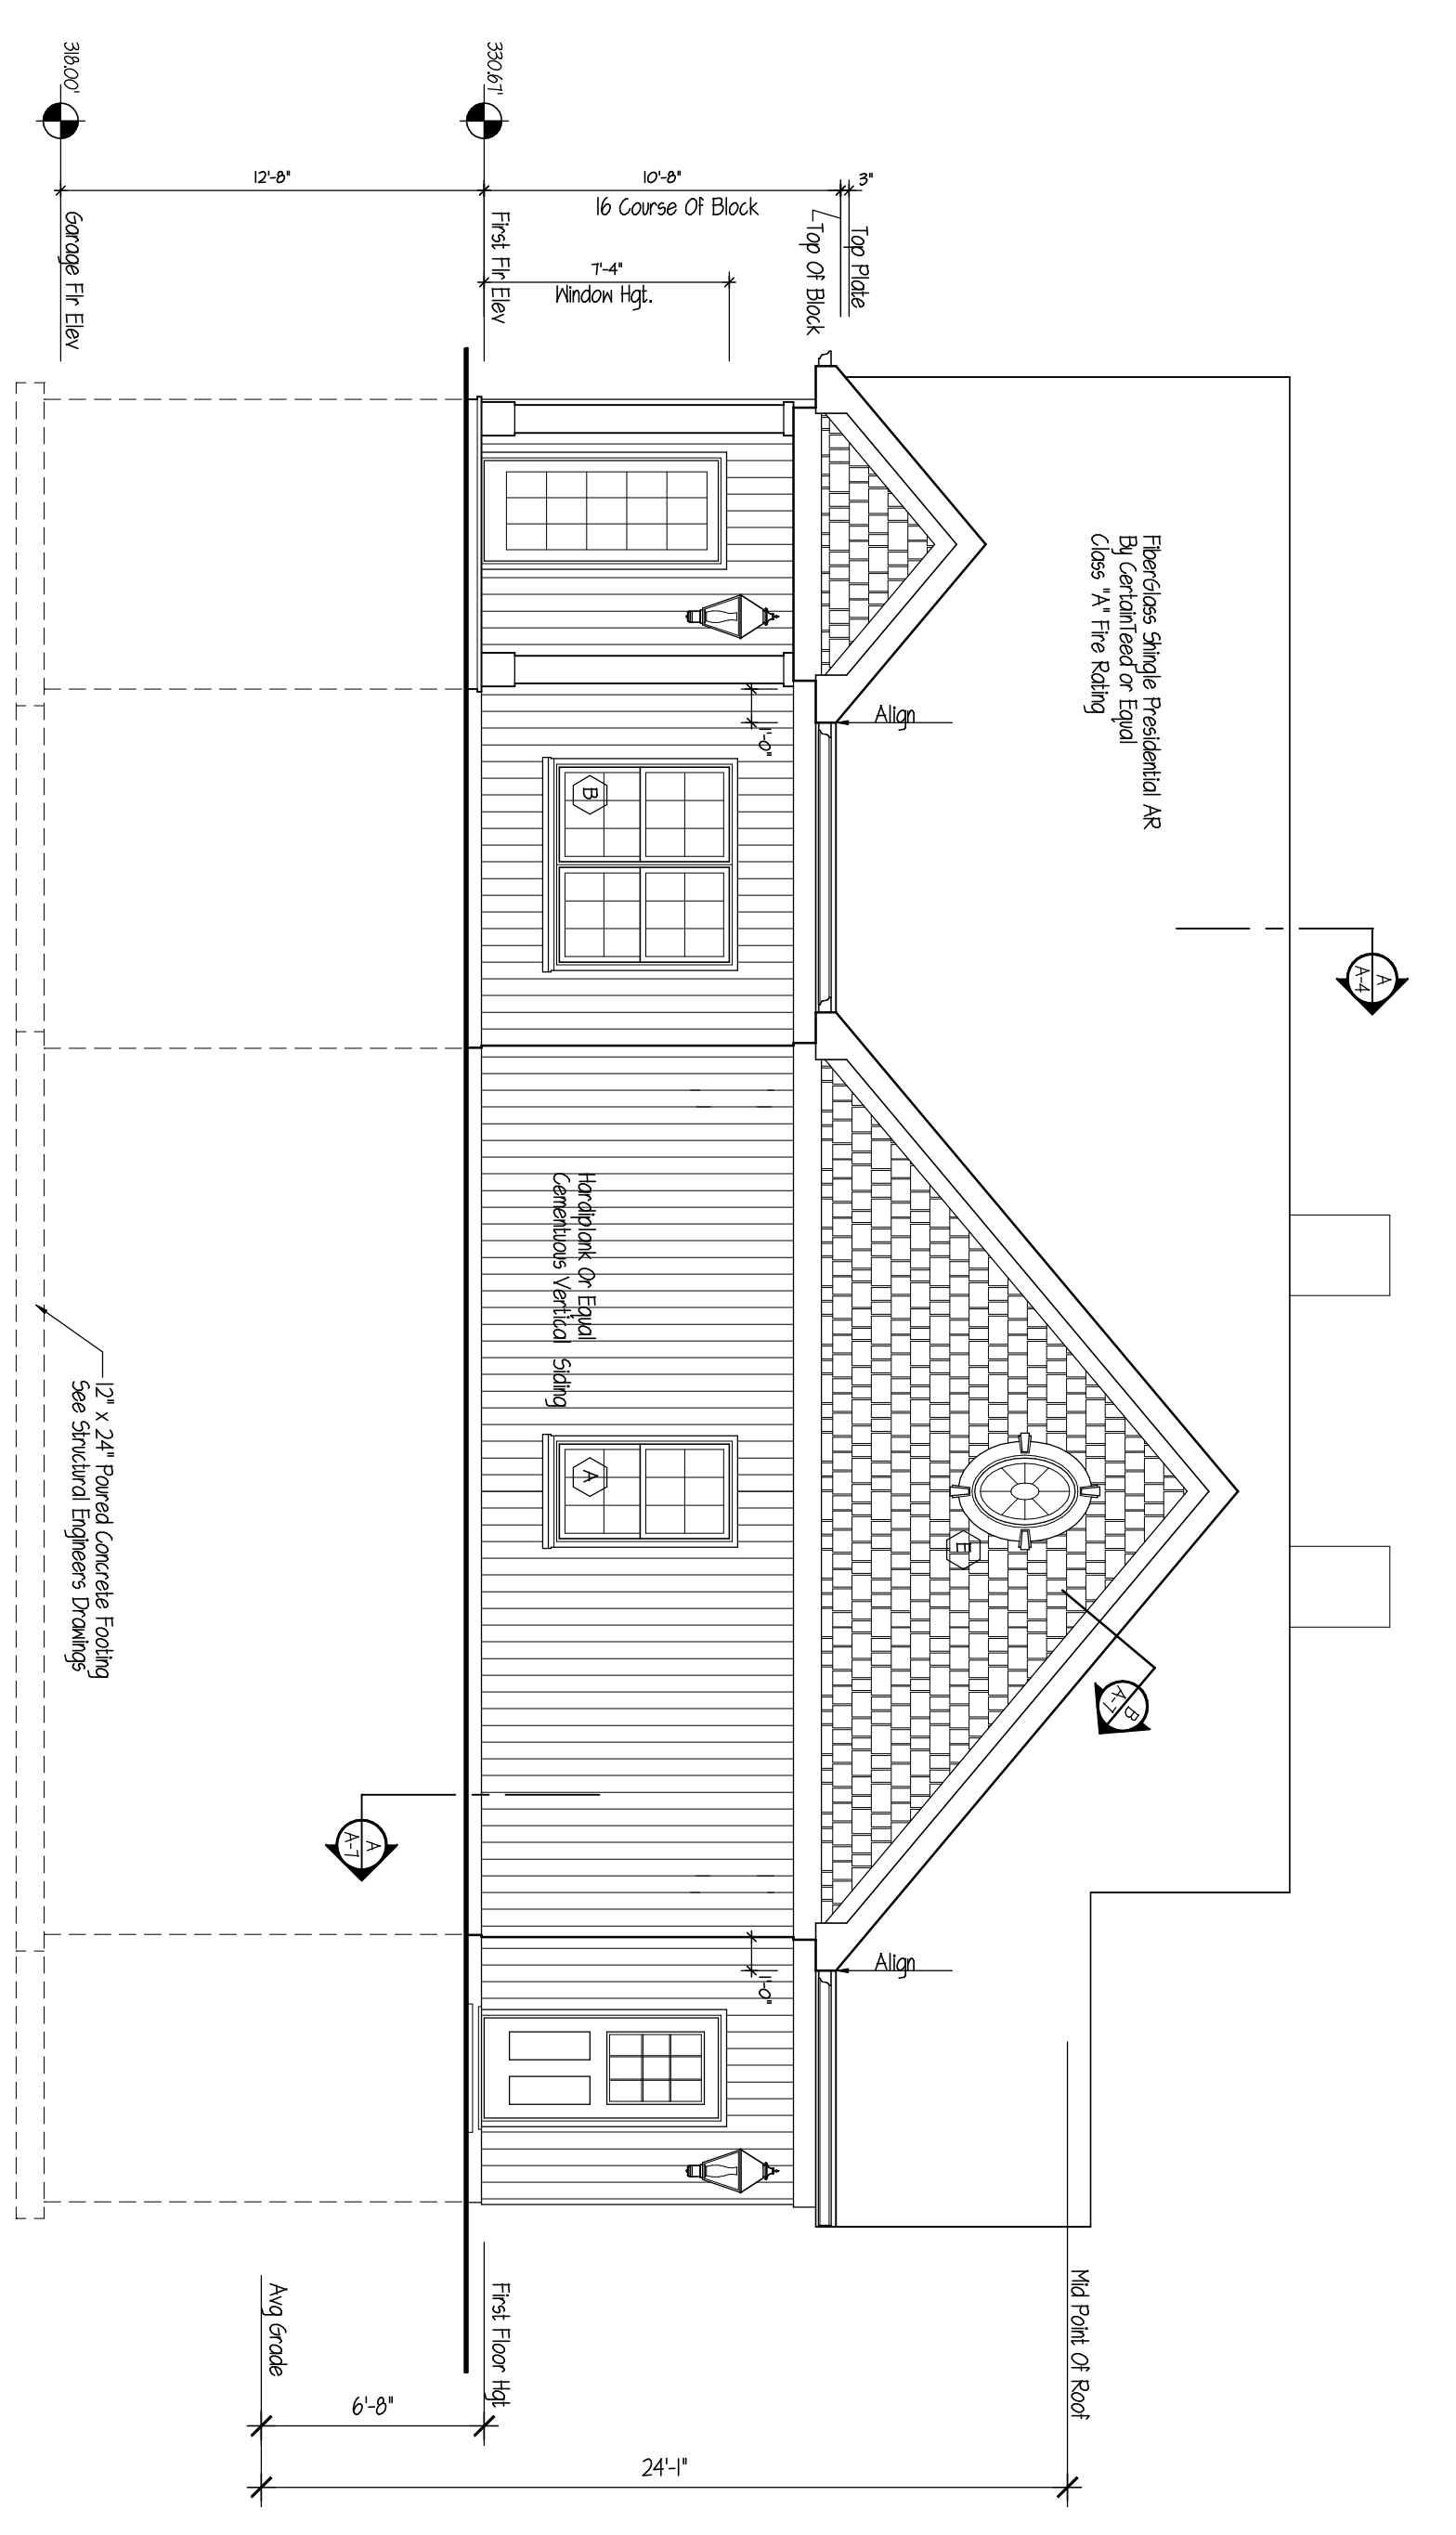 FiberGlass Shingle Presidential AR
By CertainTeed or Equal
Class "A" Fire Rating
A
A-4
B
A-7
E
Mid Point Of Roof
3"
Top Plate
Top Of Block
Align
Align
10'-8"
16 Course Of Block
7'-4"
Window Hgt.
1'-0"
1'-0"
B
A
Hardiplank Or Equal
Cementuous Vertical Siding
330.67'
First Flr Elev
First Floor Hgt
12'-8"
A
A-7
6'-8"
24'-1"
Avg Grade
318.00'
Garage Flr Elev
12" x 24" Poured Concrete Footing
See Structural Engineers Drawings